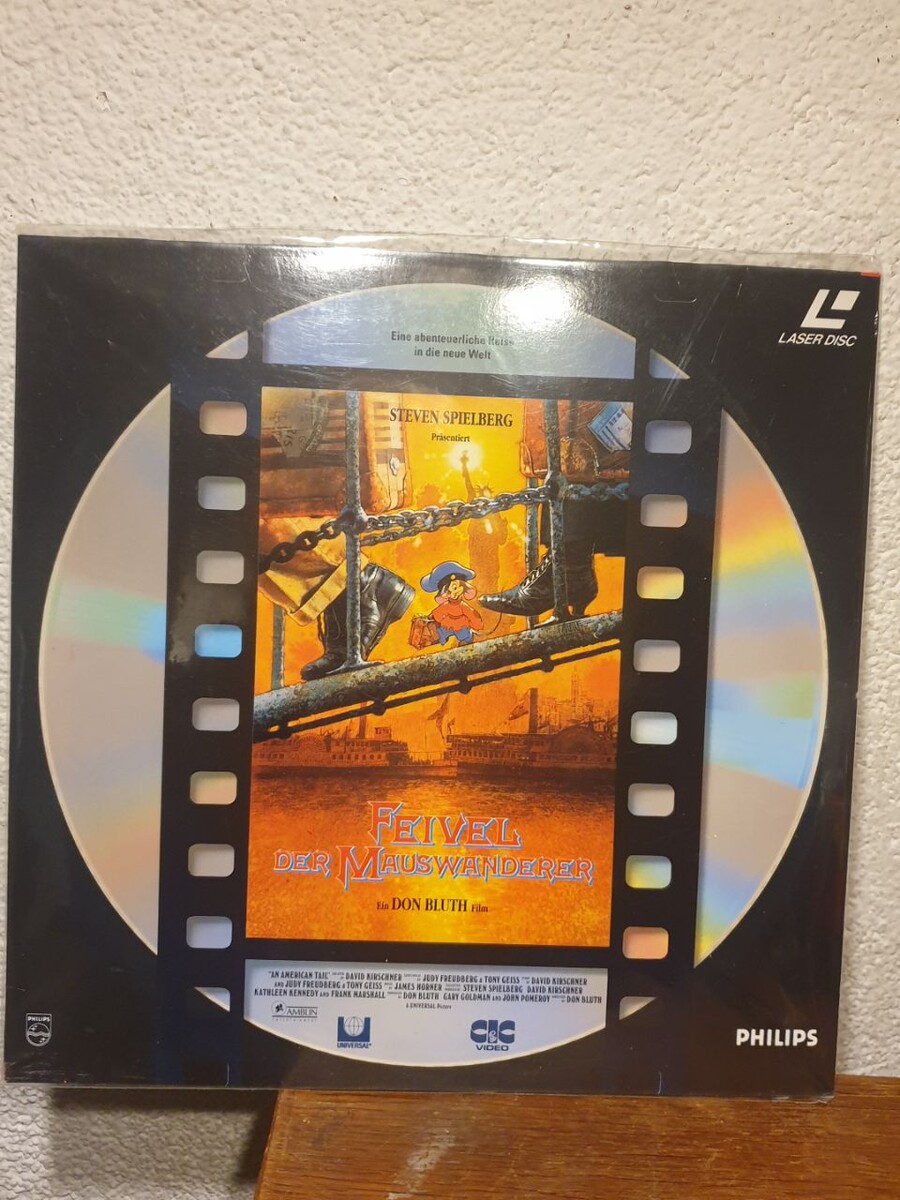 Eine abenteuerliche Reise
in die neue Welt
LASER DISC
STEVEN SPIELBERG
Präsentiert
FEIVEL
DER MAUSWANDERER
Ein DON BLUTH Film
"AN AMERICAN TAIL" DAVID KIRSCHNER JUDY FREUDBERG & TONY GEISS DAVID KIRSCHNER
AND JUDY FREUDBERG & TONY GEISS JAMES HORNER STEVEN SPIELBERG DAVID KIRSCHNER
KATHLEEN KENNEDY AND FRANK MARSHALL DON BLUTH GARY GOLDMAN AND JOHN POMEROY DON BLUTH
A UNIVERSAL Picture
AMBLIN
ENTERTAINMENT
UNIVERSAL
CIC
VIDEO
PHILIPS
PHILIPS